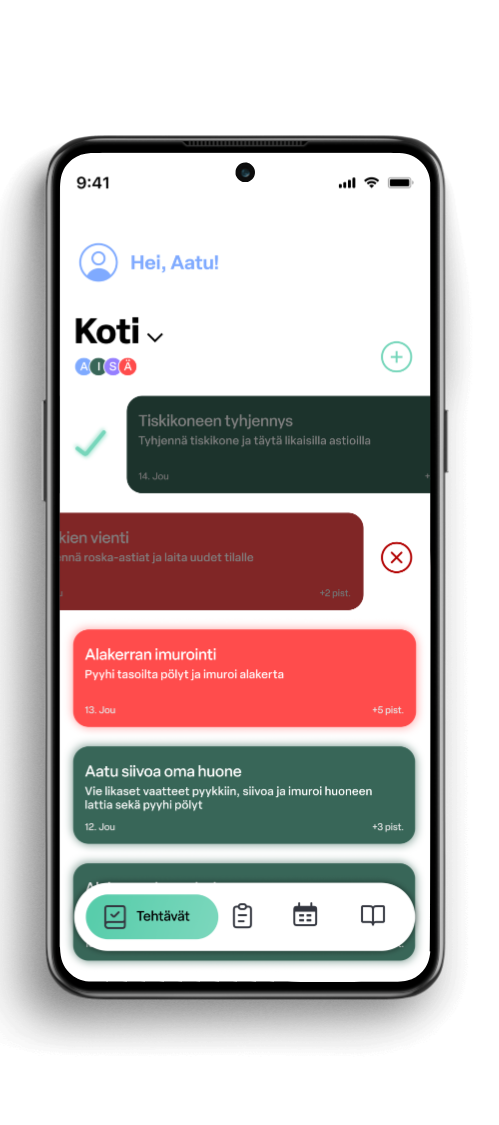 9:41
Hei, Aatu!
Koti
A I S Ä
Tiskikoneen tyhjennys
Tyhjennä tiskikone ja täytä likaisilla astioilla
14. Jou
+
kien vienti
nnä roska-astiat ja laita uudet tilalle
+2 pist.
Alakerran imurointi
Pyyhi tasoilta pölyt ja imuroi alakerta
13. Jou +5 pist.
Aatu siivoa oma huone
Vie likaset vaatteet pyykkiin, siivoa ja imuroi huoneen
lattia sekä pyyhi pölyt
12. Jou +3 pist.
Tehtävät